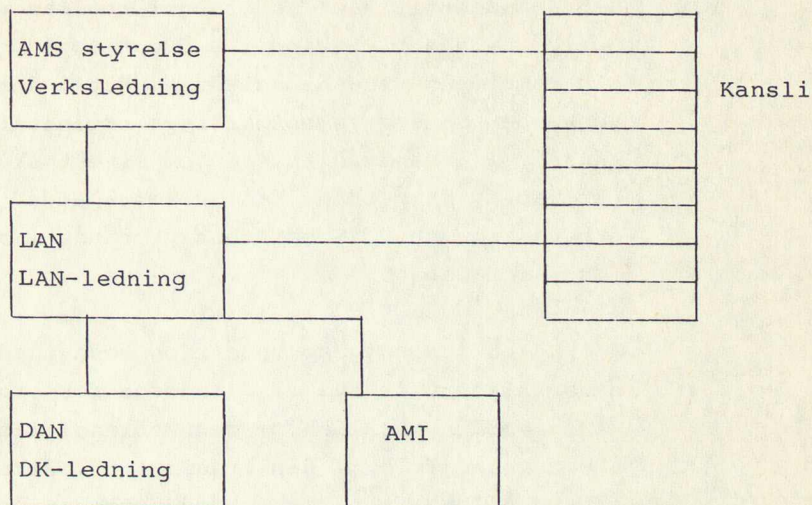 AMS styrelse
Verksledning
Kansli
LAN
LAN-ledning
DAN
DK-ledning
AMI